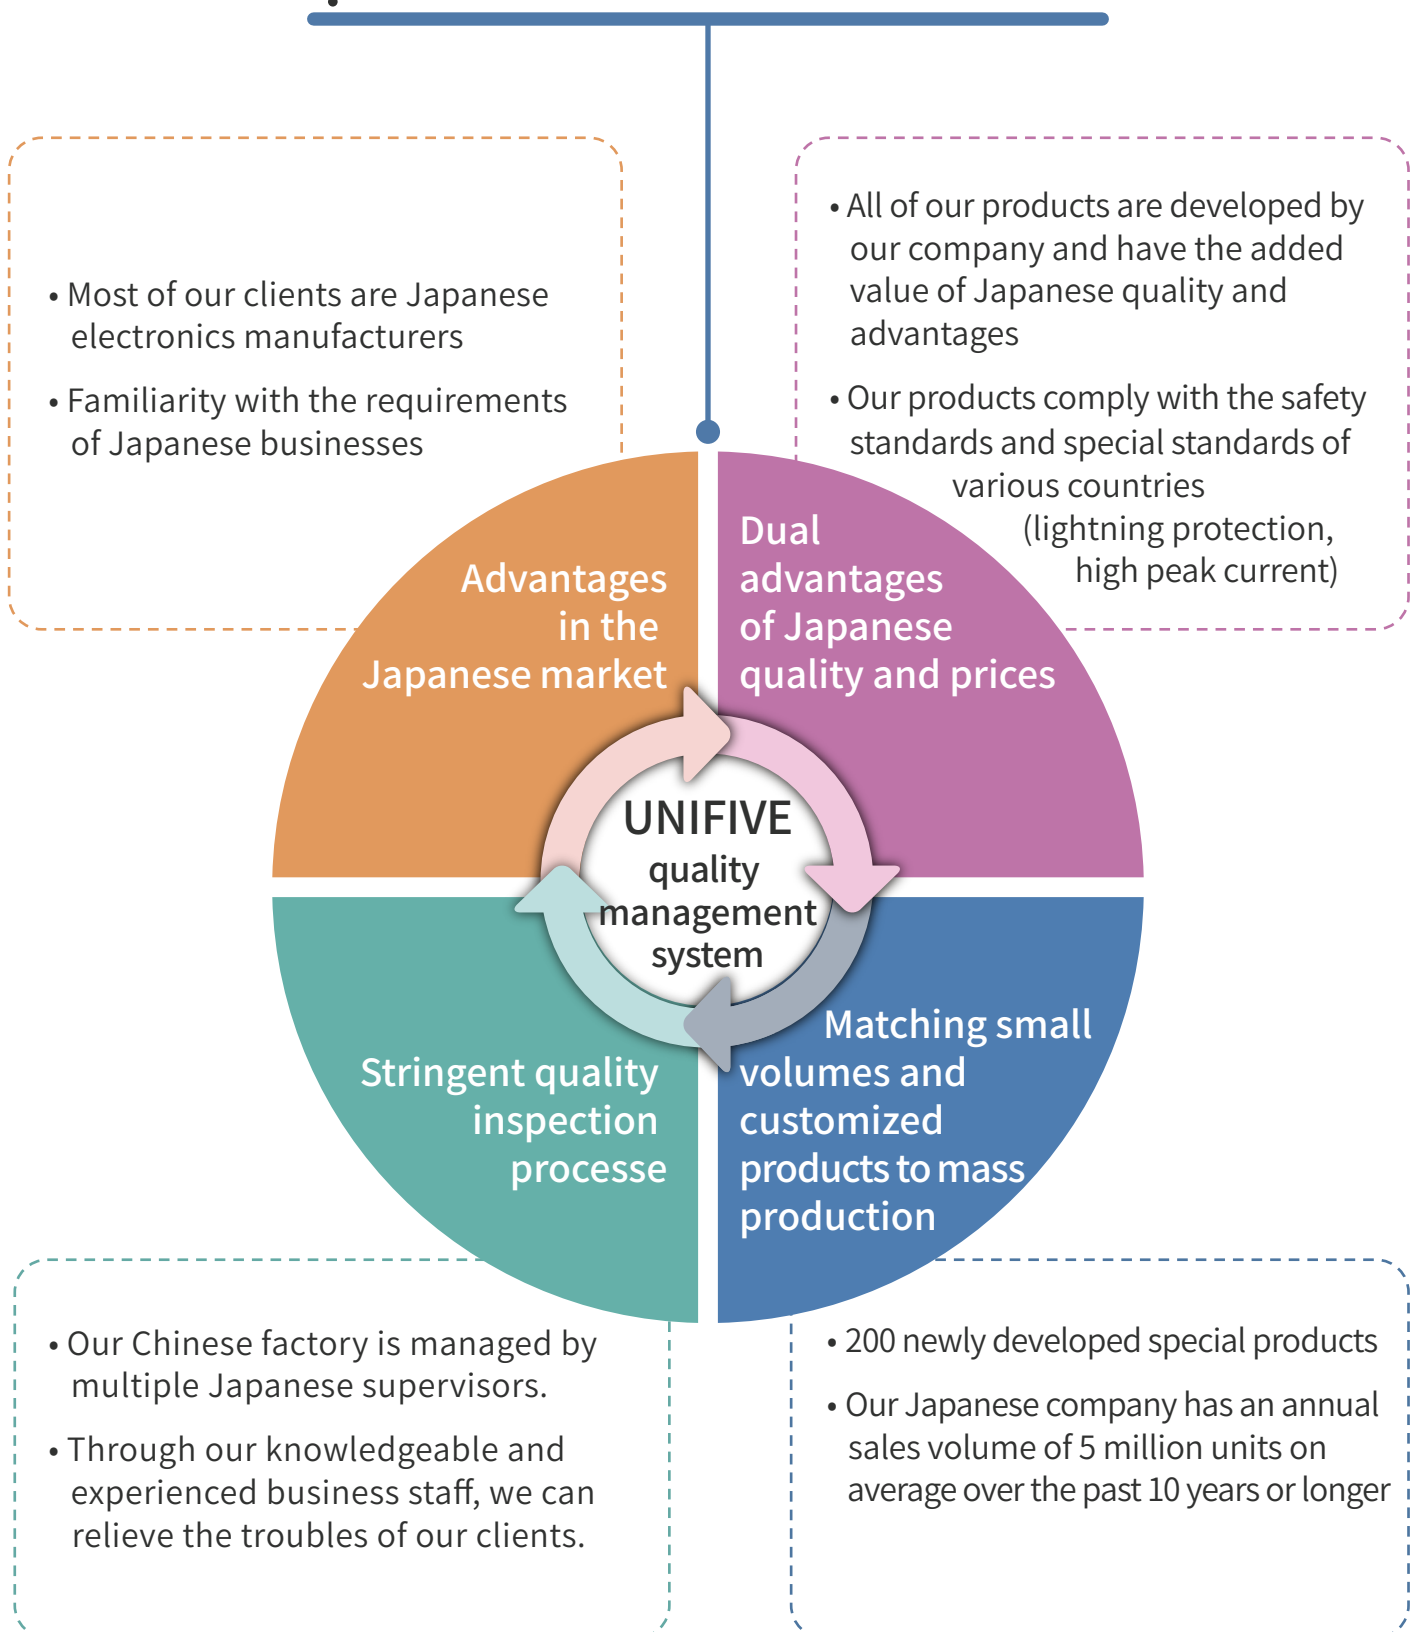 • Most of our clients are Japanese
electronics manufacturers
• Familiarity with the requirements
of Japanese businesses
• All of our products are developed by
our company and have the added
value of Japanese quality and
advantages
• Our products comply with the safety
standards and special standards of
various countries
(lightning protection,
high peak current)
Advantages
in the
Japanese market
Dual
advantages
of Japanese
quality and prices
UNIFIVE
quality
management
system
Stringent quality
inspection
processe
Matching small
volumes and
customized
products to mass
production
• Our Chinese factory is managed by
multiple Japanese supervisors.
• Through our knowledgeable and
experienced business staff, we can
relieve the troubles of our clients.
• 200 newly developed special products
• Our Japanese company has an annual
sales volume of 5 million units on
average over the past 10 years or longer